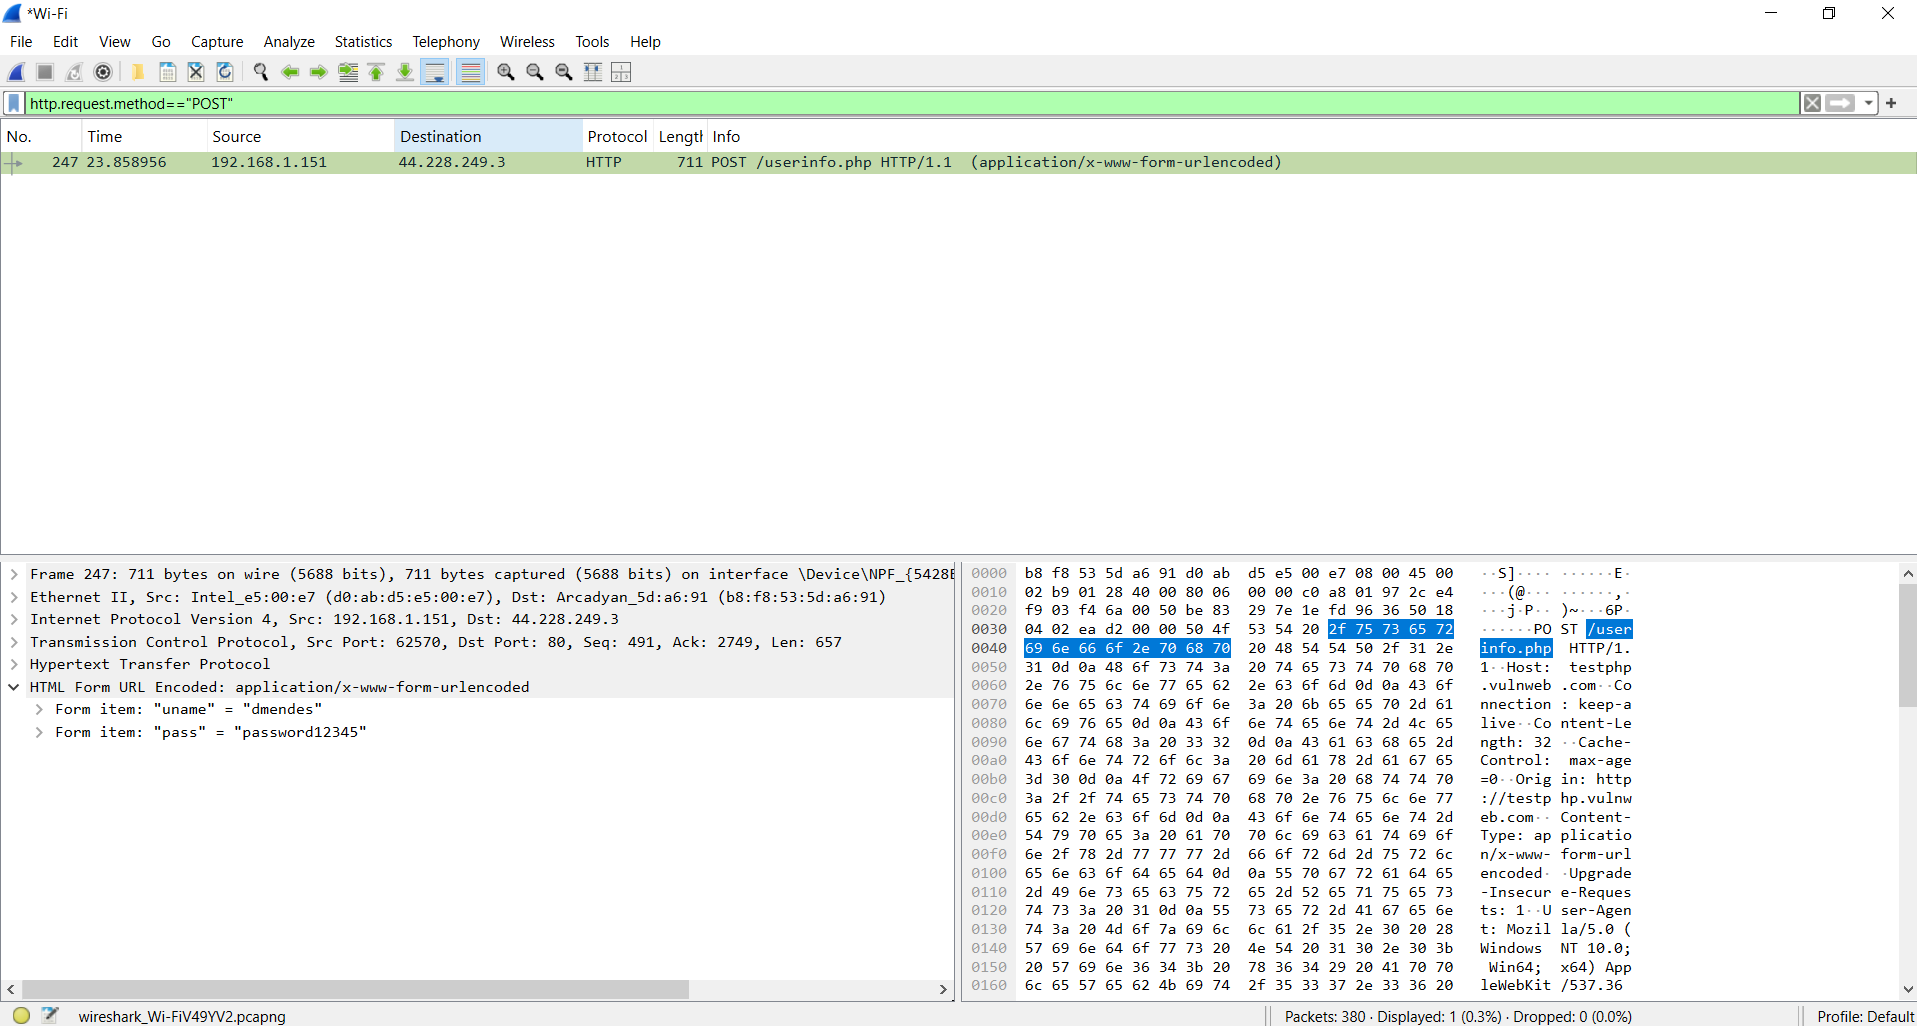 *Wi-Fi
File Edit View Go Capture Analyze Statistics Telephony Wireless Tools Help
http.request.method=="POST"
No. Time Source Destination Protocol Length Info
247 23.858956 192.168.1.151 44.228.249.3 HTTP 711 POST /userinfo.php HTTP/1.1 (application/x-www-form-urlencoded)
Frame 247: 711 bytes on wire (5688 bits), 711 bytes captured (5688 bits) on interface \Device\NPF_{5428E
Ethernet II, Src: Intel_e5:00:e7 (d0:ab:d5:e5:00:e7), Dst: Arcadyan_5d:a6:91 (b8:f8:53:5d:a6:91)
Internet Protocol Version 4, Src: 192.168.1.151, Dst: 44.228.249.3
Transmission Control Protocol, Src Port: 62570, Dst Port: 80, Seq: 491, Ack: 2749, Len: 657
Hypertext Transfer Protocol
HTML Form URL Encoded: application/x-www-form-urlencoded
Form item: "uname" = "dmendes"
Form item: "pass" = "password12345"
0000 b8 f8 53 5d a6 91 d0 ab d5 e5 00 e7 08 00 45 00 ··S]···· ······E·
0010 02 b9 01 28 40 00 80 06 00 00 c0 a8 01 97 2c e4 ···(@··· ······,·
0020 f9 03 f4 6a 00 50 be 83 29 7e 1e fd 96 36 50 18 ···j·P·· )~···6P·
0030 04 02 ea d2 00 00 50 4f 53 54 20 2f 75 73 65 72 ······PO ST /user
0040 69 6e 66 6f 2e 70 68 70 20 48 54 54 50 2f 31 2e info.php HTTP/1.
0050 31 0d 0a 48 6f 73 74 3a 20 74 65 73 74 70 68 70 1··Host: testphp
0060 2e 76 75 6c 6e 77 65 62 2e 63 6f 6d 0d 0a 43 6f .vulnweb .com··Co
0070 6e 6e 65 63 74 69 6f 6e 3a 20 6b 65 65 70 2d 61 nnection : keep-a
0080 6c 69 76 65 0d 0a 43 6f 6e 74 65 6e 74 2d 4c 65 live··Co ntent-Le
0090 6e 67 74 68 3a 20 33 32 0d 0a 43 61 63 68 65 2d ngth: 32 ··Cache-
00a0 43 6f 6e 74 72 6f 6c 3a 20 6d 61 78 2d 61 67 65 Control: max-age
00b0 3d 30 0d 0a 4f 72 69 67 69 6e 3a 20 68 74 74 70 =0··Orig in: http
00c0 3a 2f 2f 74 65 73 74 70 68 70 2e 76 75 6c 6e 77 ://testp hp.vulnw
00d0 65 62 2e 63 6f 6d 0d 0a 43 6f 6e 74 65 6e 74 2d eb.com·· Content-
00e0 54 79 70 65 3a 20 61 70 70 6c 69 63 61 74 69 6f Type: ap plicatio
00f0 6e 2f 78 2d 77 77 77 2d 66 6f 72 6d 2d 75 72 6c n/x-www- form-url
0100 65 6e 63 6f 64 65 64 0d 0a 55 70 67 72 61 64 65 encoded· ·Upgrade
0110 2d 49 6e 73 65 63 75 72 65 2d 52 65 71 75 65 73 -Insecur e-Reques
0120 74 73 3a 20 31 0d 0a 55 73 65 72 2d 41 67 65 6e ts: 1··U ser-Agen
0130 74 3a 20 4d 6f 7a 69 6c 6c 61 2f 35 2e 30 20 28 t: Mozil la/5.0 (
0140 57 69 6e 64 6f 77 73 20 4e 54 20 31 30 2e 30 3b Windows NT 10.0;
0150 20 57 69 6e 36 34 3b 20 78 36 34 29 20 41 70 70 Win64; x64) App
0160 6c 65 57 65 62 4b 69 74 2f 35 33 37 2e 33 36 20 leWebKit /537.36
wireshark_Wi-FiV49YV2.pcapng
Packets: 380 · Displayed: 1 (0.3%) · Dropped: 0 (0.0%)
Profile: Default